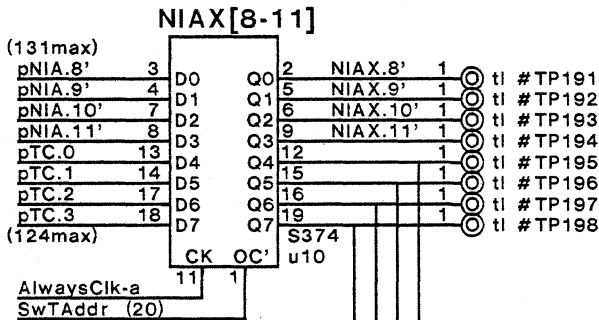 NIAX[8-11]
(131max)
pNIA.8' 3 D0 Q0 2 NIAX.8' 1 tl #TP191
pNIA.9' 4 D1 Q1 5 NIAX.9' 1 tl #TP192
pNIA.10' 7 D2 Q2 6 NIAX.10' 1 tl #TP193
pNIA.11' 8 D3 Q3 9 NIAX.11' 1 tl #TP194
pTC.0 13 D4 Q4 12 1 tl #TP195
pTC.1 14 D5 Q5 15 1 tl #TP196
pTC.2 17 D6 Q6 16 1 tl #TP197
pTC.3 18 D7 Q7 19 1 tl #TP198
(124max) S374
CK OC' u10
11 1
AlwaysClk-a
SwTAddr (20)